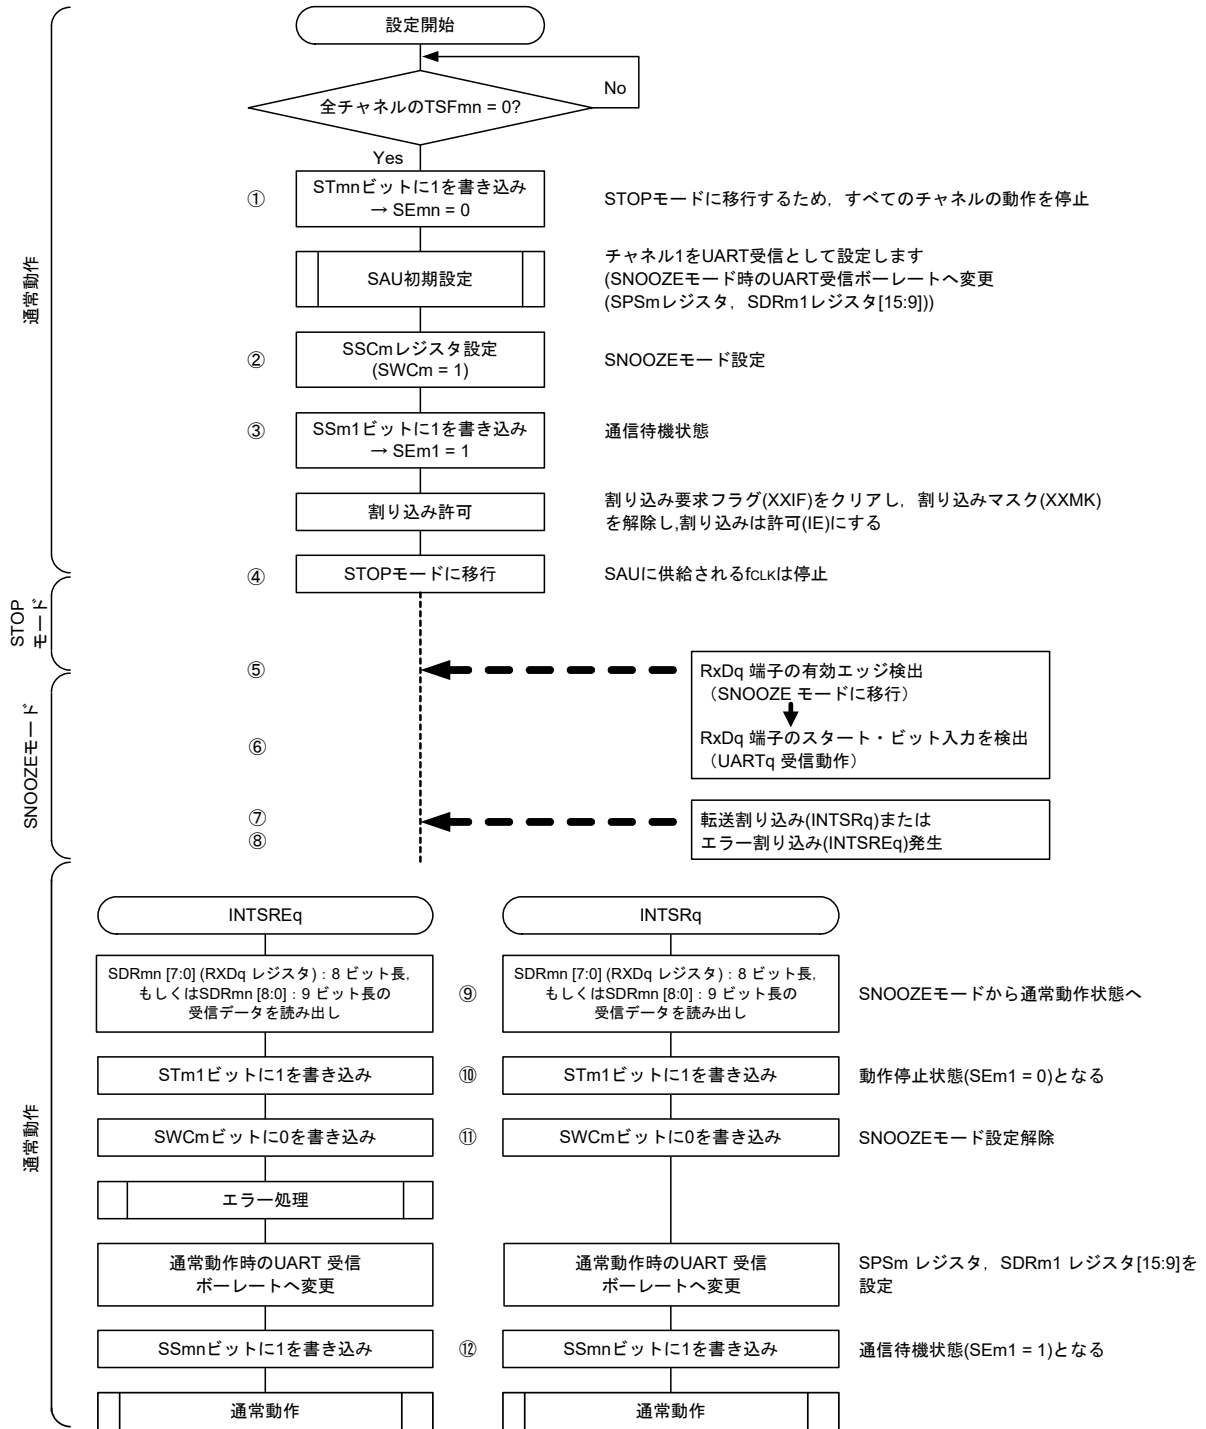 設定開始
No
全チャネルのTSFmn = 0?
Yes
① STmnビットに1を書き込み
→ SEmn = 0
STOPモードに移行するため，すべてのチャネルの動作を停止
SAU初期設定
チャネル1をUART受信として設定します
(SNOOZEモード時のUART受信ボーレートへ変更
(SPSmレジスタ，SDRm1レジスタ[15:9]))
通常動作
② SSCmレジスタ設定
(SWCm = 1)
SNOOZEモード設定
③ SSm1ビットに1を書き込み
→ SEm1 = 1
通信待機状態
割り込み許可
割り込み要求フラグ(XXIF)をクリアし，割り込みマスク(XXMK)
を解除し,割り込みは許可(IE)にする
④ STOPモードに移行
SAUに供給されるfCLKは停止
STOP
モード
⑤
RxDq 端子の有効エッジ検出
（SNOOZE モードに移行）
SNOOZEモード
⑥
RxDq 端子のスタート・ビット入力を検出
（UARTq 受信動作）
⑦
⑧
転送割り込み(INTSRq)または
エラー割り込み(INTSREq)発生
INTSREq
INTSRq
SDRmn [7:0] (RXDq レジスタ)：8 ビット長,
もしくはSDRmn [8:0]：9 ビット長の
受信データを読み出し
⑨
SDRmn [7:0] (RXDq レジスタ)：8 ビット長,
もしくはSDRmn [8:0]：9 ビット長の
受信データを読み出し
SNOOZEモードから通常動作状態へ
STm1ビットに1を書き込み
⑩
STm1ビットに1を書き込み
動作停止状態(SEm1 = 0)となる
通常動作
SWCmビットに0を書き込み
⑪
SWCmビットに0を書き込み
SNOOZEモード設定解除
エラー処理
通常動作時のUART 受信
ボーレートへ変更
通常動作時のUART 受信
ボーレートへ変更
SPSm レジスタ，SDRm1 レジスタ[15:9]を
設定
SSmnビットに1を書き込み
⑫
SSmnビットに1を書き込み
通信待機状態(SEm1 = 1)となる
通常動作
通常動作